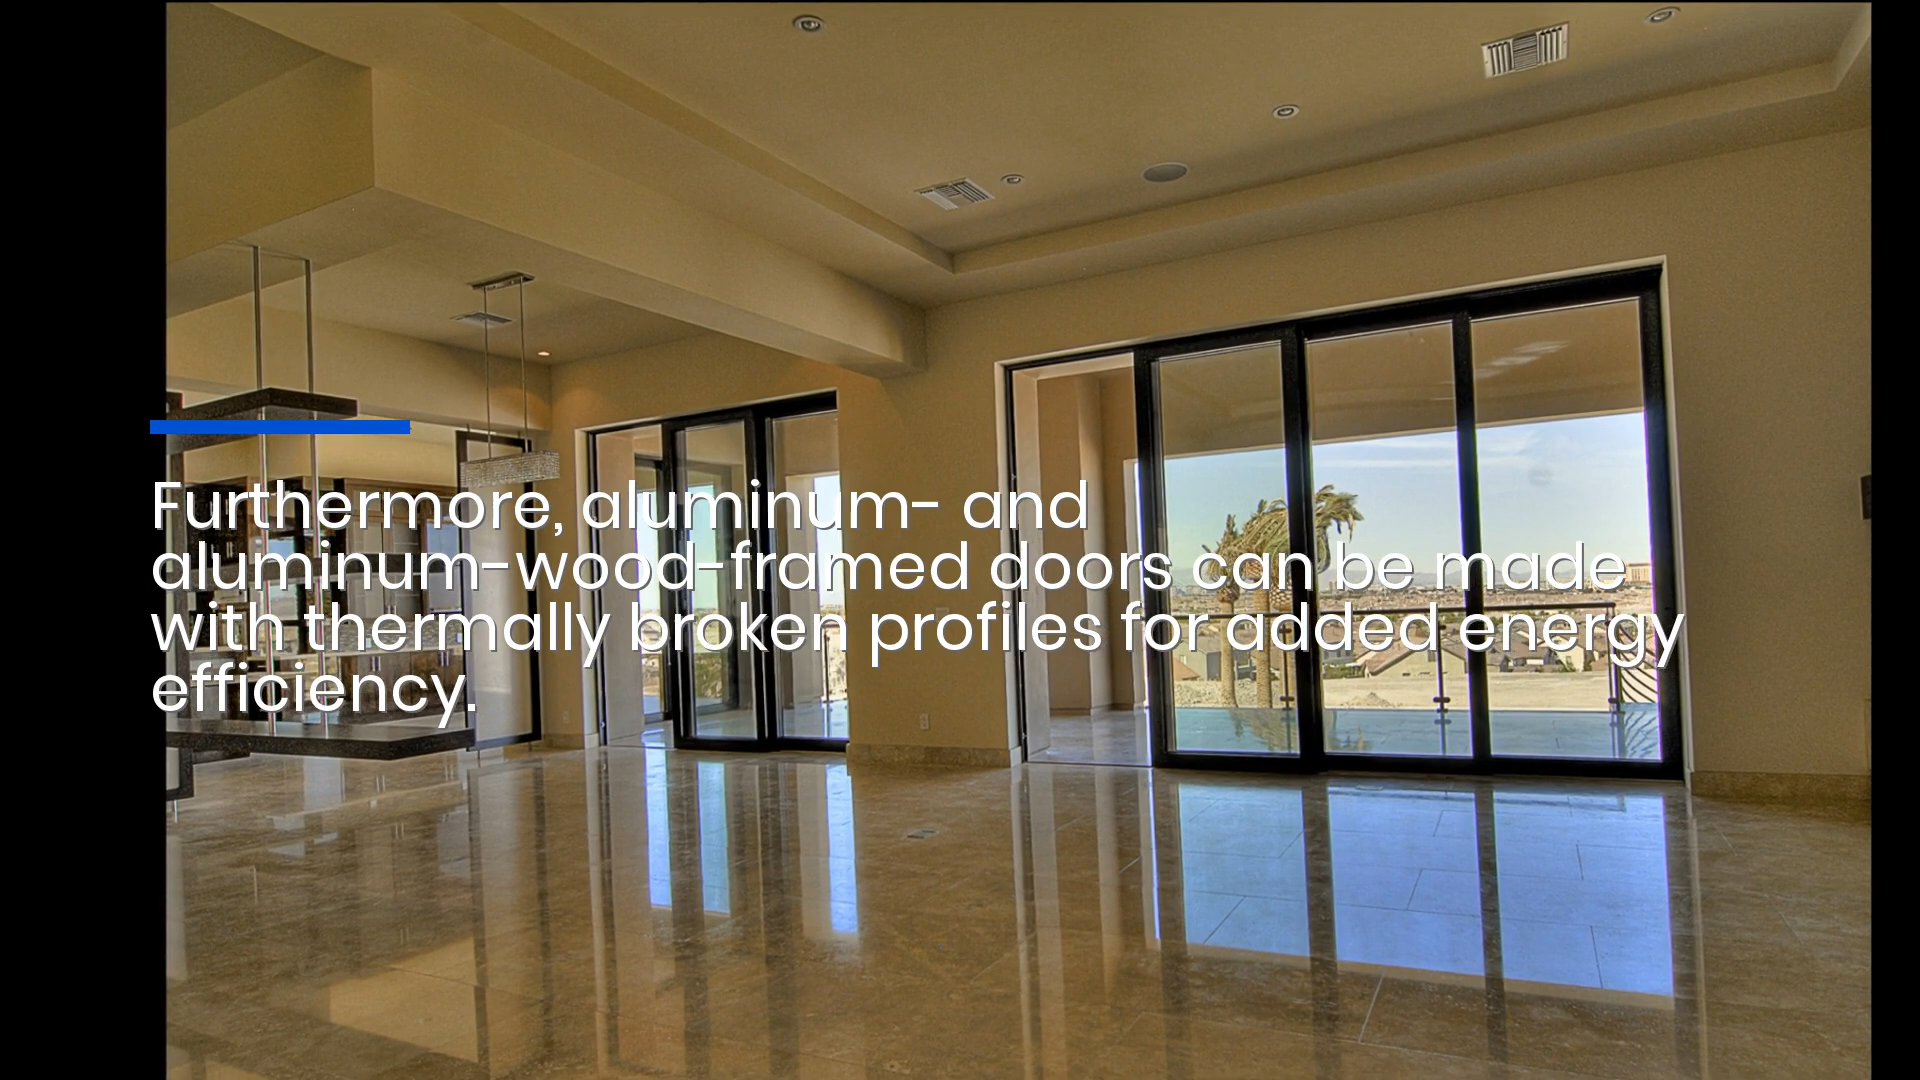 Furthermore, aluminum- and
aluminum-wood-framed doors can be made
with thermally broken profiles for added energy
efficiency.